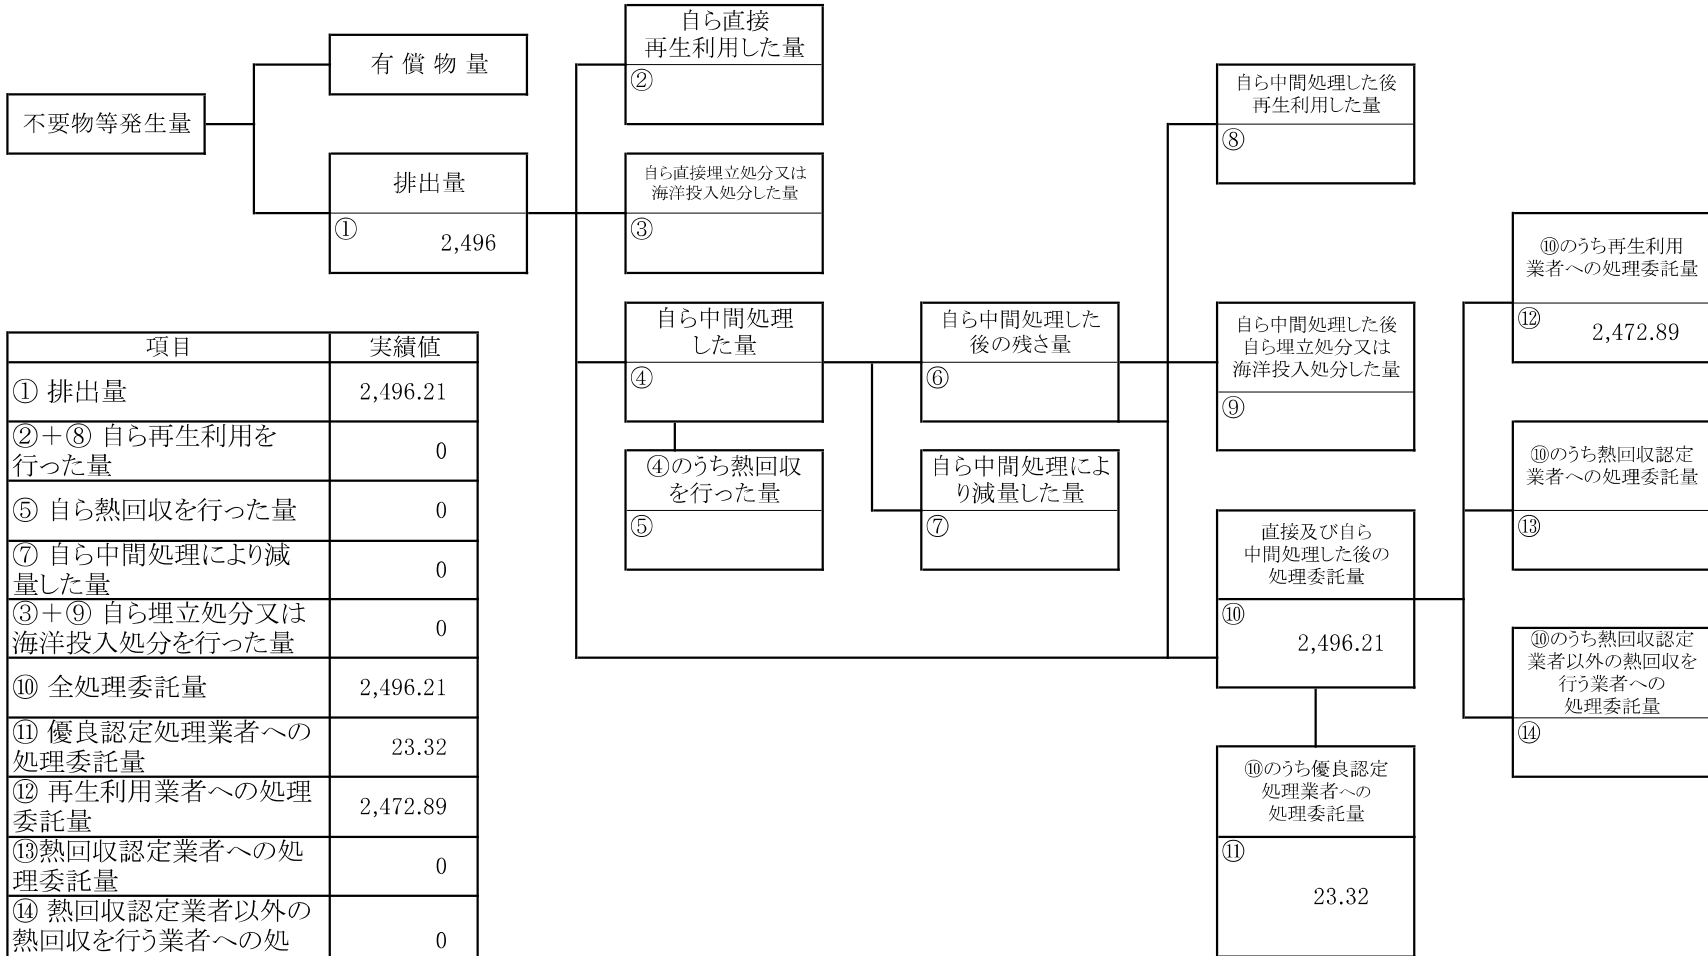 不要物等発生量
有 償 物 量
排出量
①
2,496
自ら直接
再生利用した量
②
自ら直接埋立処分又は
海洋投入処分した量
③
自ら中間処理
した量
④
④のうち熱回収
を行った量
⑤
自ら中間処理した
後の残さ量
⑥
自ら中間処理によ
り減量した量
⑦
自ら中間処理した後
再生利用した量
⑧
自ら中間処理した後
自ら埋立処分又は
海洋投入処分した量
⑨
直接及び自ら
中間処理した後の
処理委託量
⑩
2,496.21
⑩のうち優良認定
処理業者への
処理委託量
⑪
23.32
⑩のうち再生利用
業者への処理委託量
⑫
2,472.89
⑩のうち熱回収認定
業者への処理委託量
⑬
⑩のうち熱回収認定
業者以外の熱回収を
行う業者への
処理委託量
⑭
項目 実績値
① 排出量 2,496.21
②＋⑧ 自ら再生利用を
行った量 0
⑤ 自ら熱回収を行った量 0
⑦ 自ら中間処理により減
量した量 0
③＋⑨ 自ら埋立処分又は
海洋投入処分を行った量 0
⑩ 全処理委託量 2,496.21
⑪ 優良認定処理業者への
処理委託量 23.32
⑫ 再生利用業者への処理
委託量 2,472.89
⑬熱回収認定業者への処
理委託量 0
⑭ 熱回収認定業者以外の
熱回収を行う業者への処 0